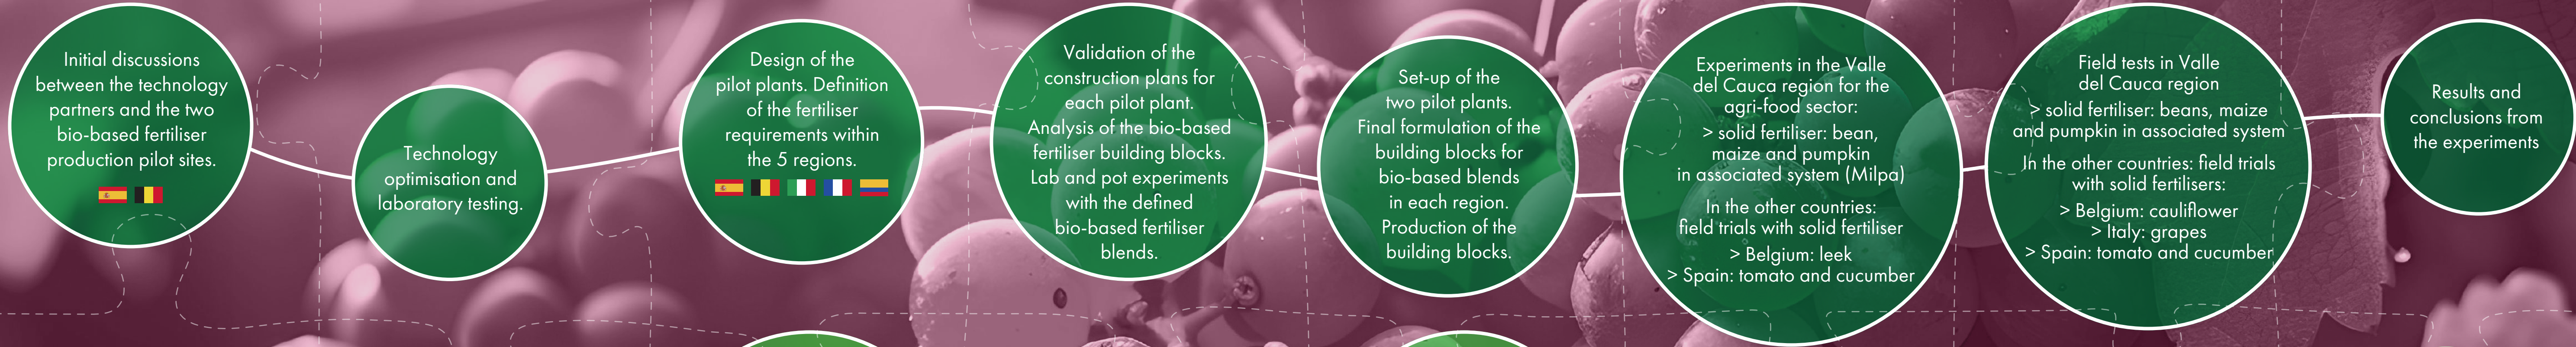 Initial discussions
between the technology
partners and the two
bio-based fertiliser
production pilot sites.
Technology
optimisation and
laboratory testing.
Design of the
pilot plants. Definition
of the fertiliser
requirements within
the 5 regions.
Validation of the
construction plans for
each pilot plant.
Analysis of the bio-based
fertiliser building blocks.
Lab and pot experiments
with the defined
bio-based fertiliser
blends.
Set-up of the
two pilot plants.
Final formulation of the
building blocks for
bio-based blends
in each region.
Production of the
building blocks.
Experiments in the Valle
del Cauca region for the
agri-food sector:
> solid fertiliser: bean,
maize and pumpkin
in associated system (Milpa)
In the other countries:
field trials with solid fertiliser
> Belgium: leek
> Spain: tomato and cucumber
Field tests in Valle
del Cauca region
> solid fertiliser: beans, maize
and pumpkin in associated system
In the other countries: field trials
with solid fertilisers:
> Belgium: cauliflower
> Italy: grapes
> Spain: tomato and cucumber
Results and
conclusions from
the experiments